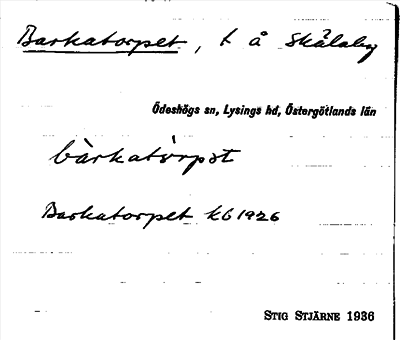 Barkatorpet, t å Skålaby
Ödeshögs sn, Lysings hd, Östergötlands län
bàrkatòrpət
Barkatorpet kb 1926
STIG STJÄRNE 1936